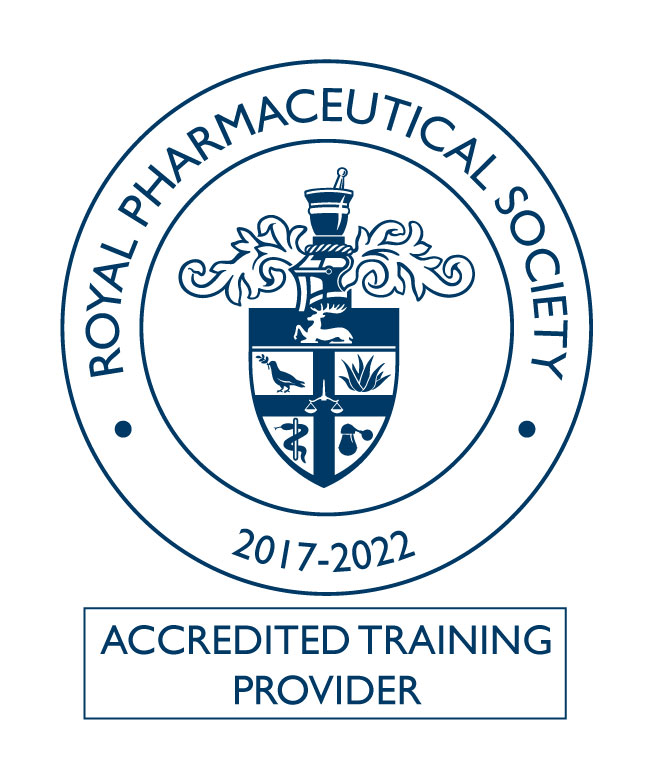 ROYAL PHARMACEUTICAL SOCIETY
2017-2022
ACCREDITED TRAINING
PROVIDER